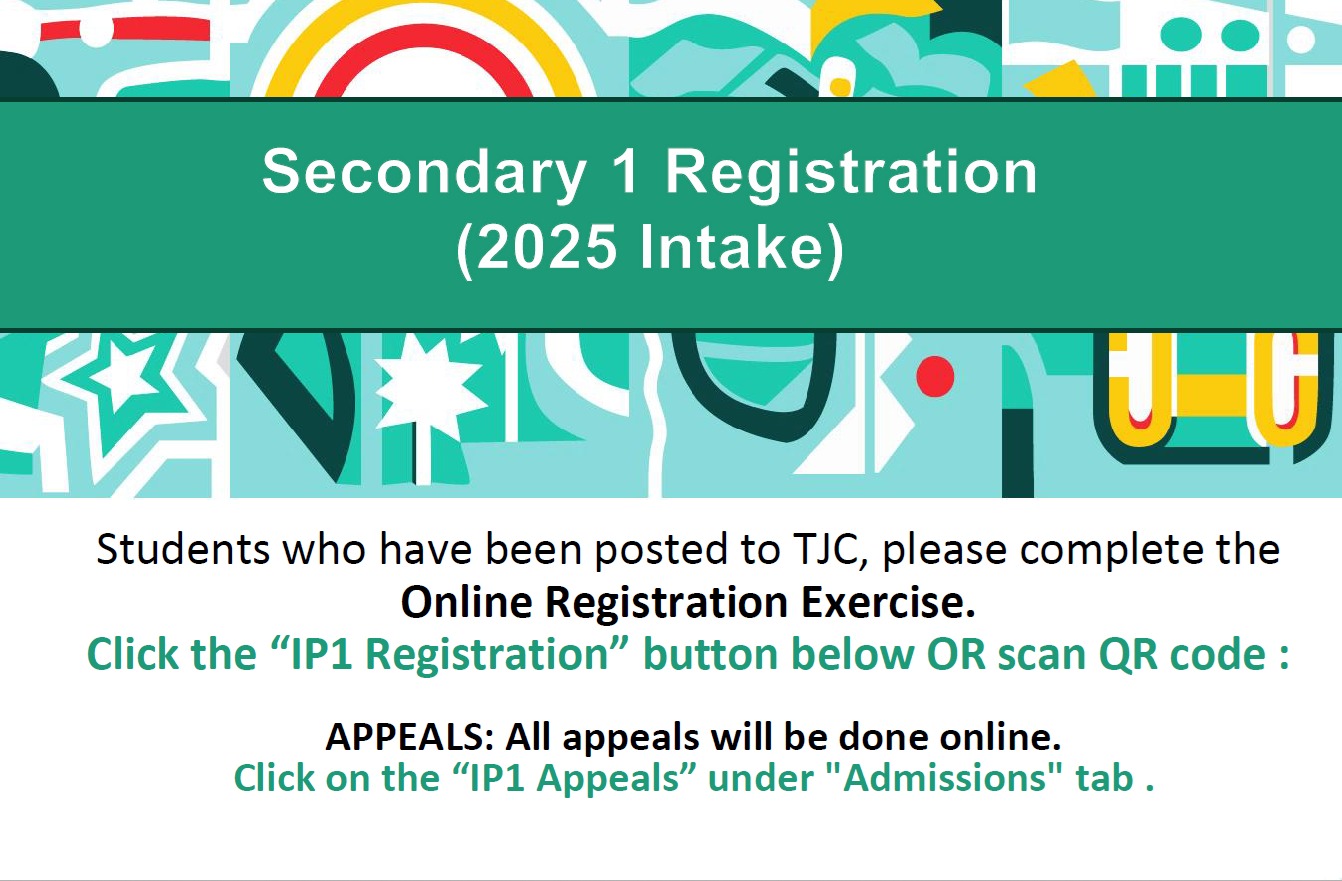 Secondary 1 Registration
(2025 Intake)
Students who have been posted to TJC, please complete the
Online Registration Exercise.
Click the “IP1 Registration” button below OR scan QR code :
APPEALS: All appeals will be done online.
Click on the “IP1 Appeals” under "Admissions" tab .